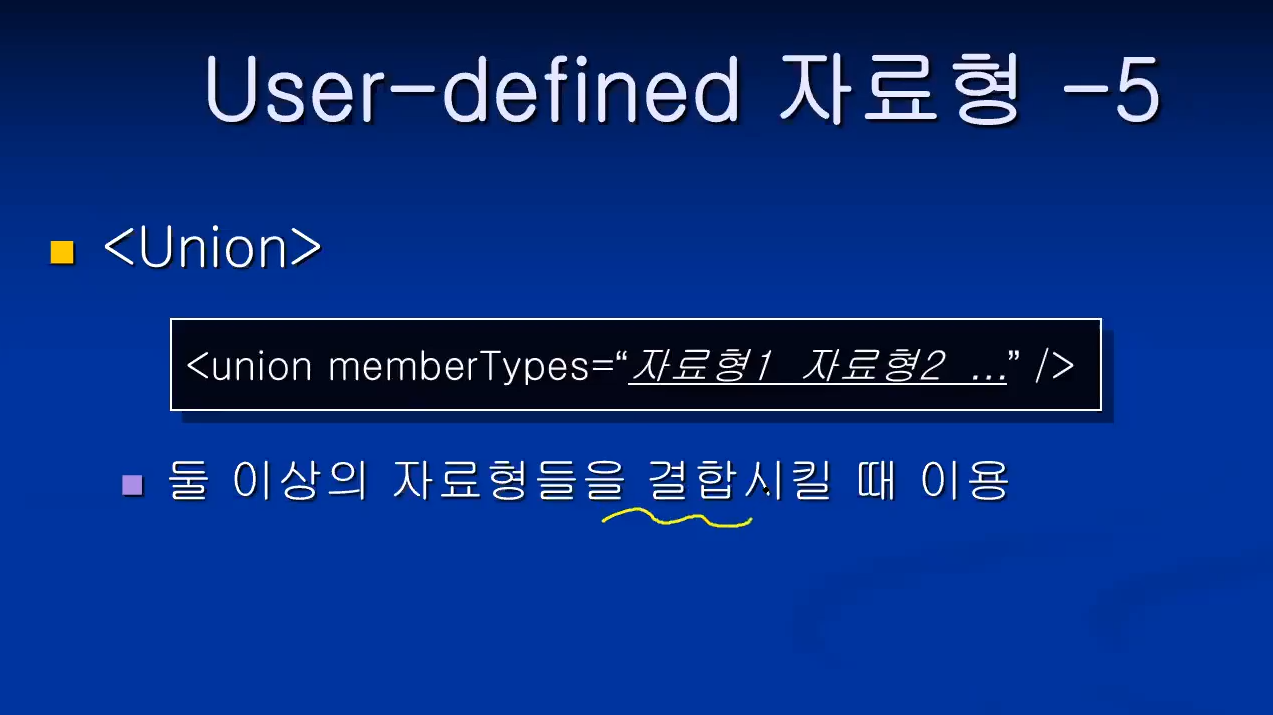 User-defined 자료형 -5
<Union>
<union memberTypes=“자료형1 자료형2 ...” />
둘 이상의 자료형들을 결합시킬 때 이용